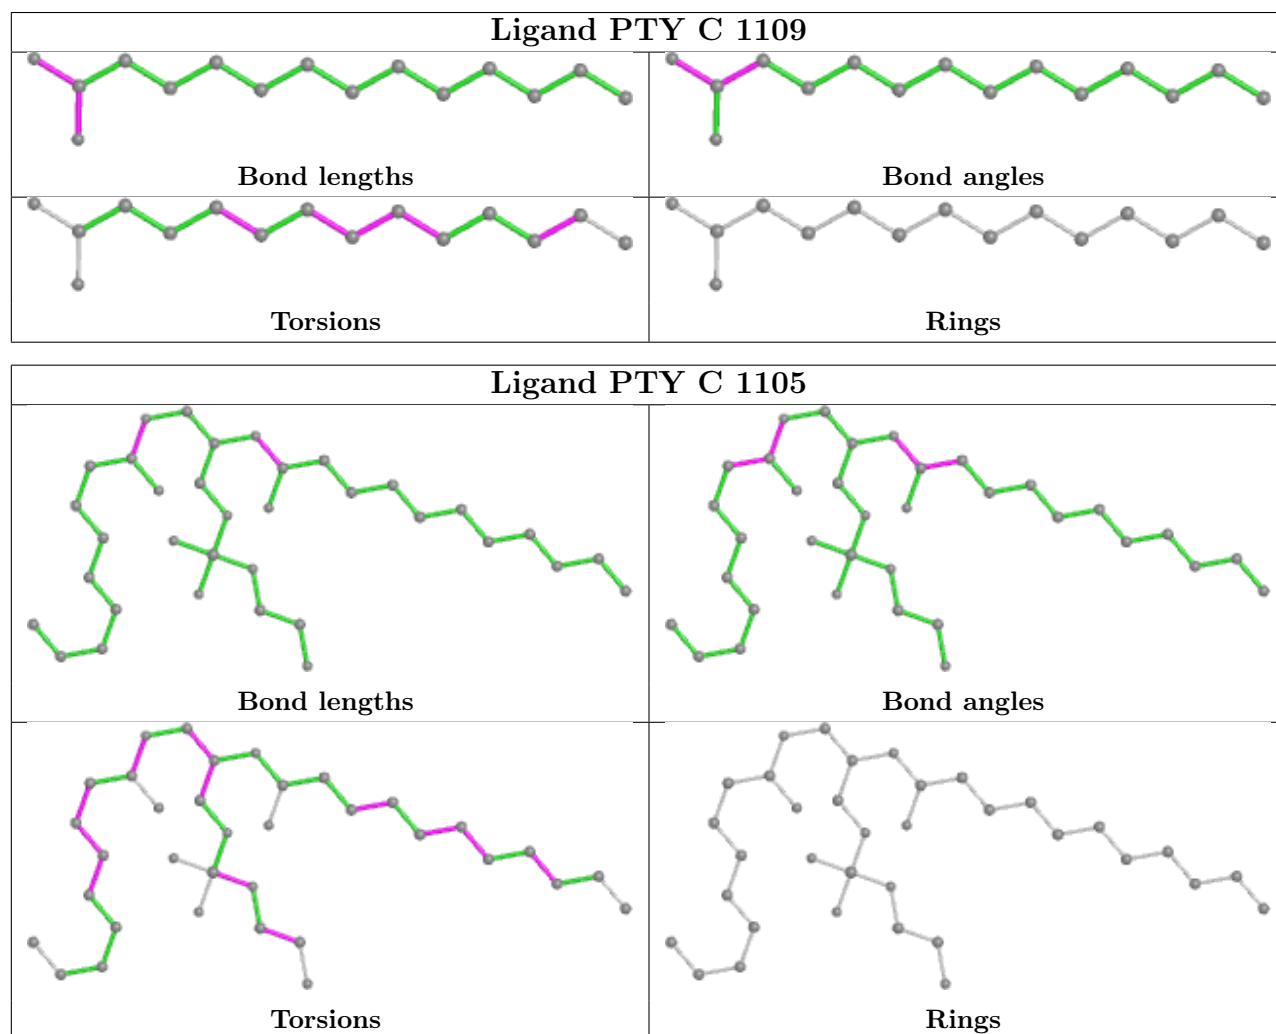 Ligand PTY C 1109
Bond lengths
Bond angles
Torsions
Rings
Ligand PTY C 1105
Bond lengths
Bond angles
Torsions
Rings